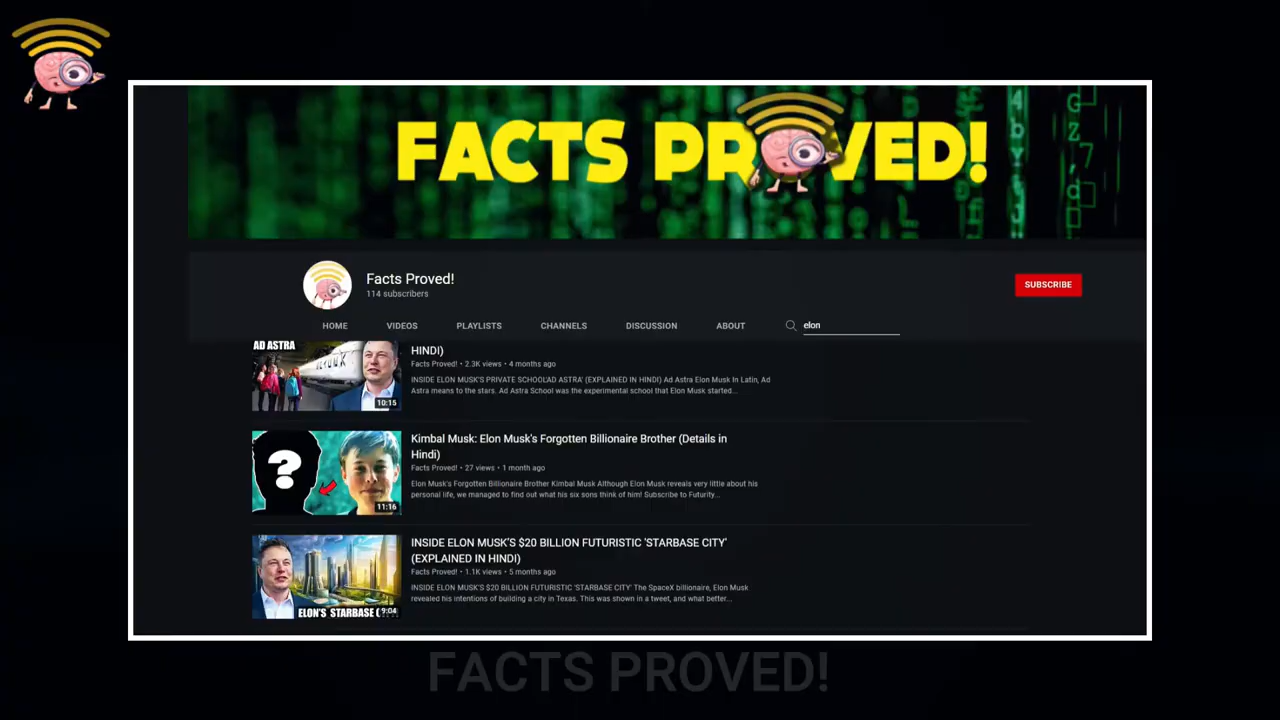 FACTS PROVED!
Facts Proved!
114 subscribers
SUBSCRIBE
HOME VIDEOS PLAYLISTS CHANNELS DISCUSSION ABOUT elon
AD ASTRA
10:15
HINDI)
Facts Proved! • 2.3K views • 4 months ago
INSIDE ELON MUSK'S PRIVATE SCHOOL'AD ASTRA' (EXPLAINED IN HINDI) Ad Astra Elon Musk In Latin, Ad
Astra means to the stars. Ad Astra School was the experimental school that Elon Musk started...
?
11:16
Kimbal Musk: Elon Musk's Forgotten Billionaire Brother (Details in
Hindi)
Facts Proved! • 27 views • 1 month ago
Elon Musk's Forgotten Billionaire Brother Kimbal Musk Although Elon Musk reveals very little about his
personal life, we managed to find out what his six sons think of him! Subscribe to Futurity...
ELON'S STARBASE
9:04
INSIDE ELON MUSK'S $20 BILLION FUTURISTIC 'STARBASE CITY'
(EXPLAINED IN HINDI)
Facts Proved! • 1.1K views • 5 months ago
INSIDE ELON MUSK'S $20 BILLION FUTURISTIC 'STARBASE CITY' The SpaceX billionaire, Elon Musk
revealed his intentions of building a city in Texas. This was shown in a tweet, and what better...
FACTS PROVED!